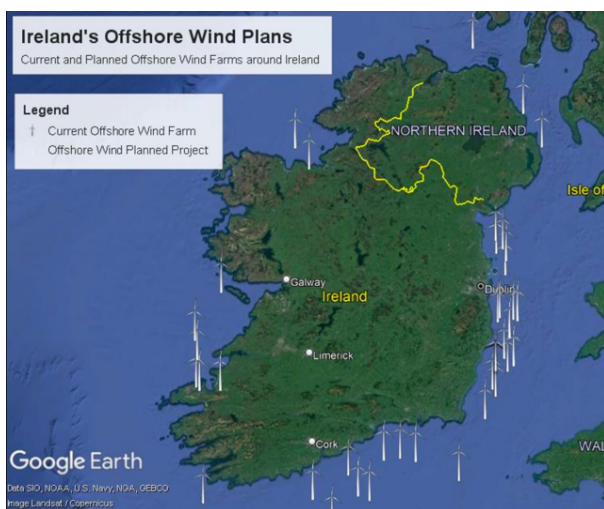 Ireland's Offshore Wind Plans
Current and Planned Offshore Wind Farms around Ireland
Legend
Current Offshore Wind Farm
Offshore Wind Planned Project
NORTHERN IRELAND
Isle of
Galway
Ireland
Dublin
Limerick
Cork
WAL
Google Earth
Data SIO, NOAA, U.S. Navy, NGA, GEBCO
Image Landsat / Copernicus